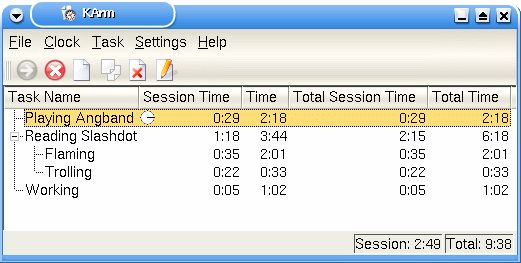 KArm
File Clock Task Settings Help
Task Name Session Time Time Total Session Time Total Time
Playing Angband 0:29 2:18 0:29 2:18
Reading Slashdot 1:18 3:44 2:15 6:18
Flaming 0:35 2:01 0:35 2:01
Trolling 0:22 0:33 0:22 0:33
Working 0:05 1:02 0:05 1:02
Session: 2:49 Total: 9:38